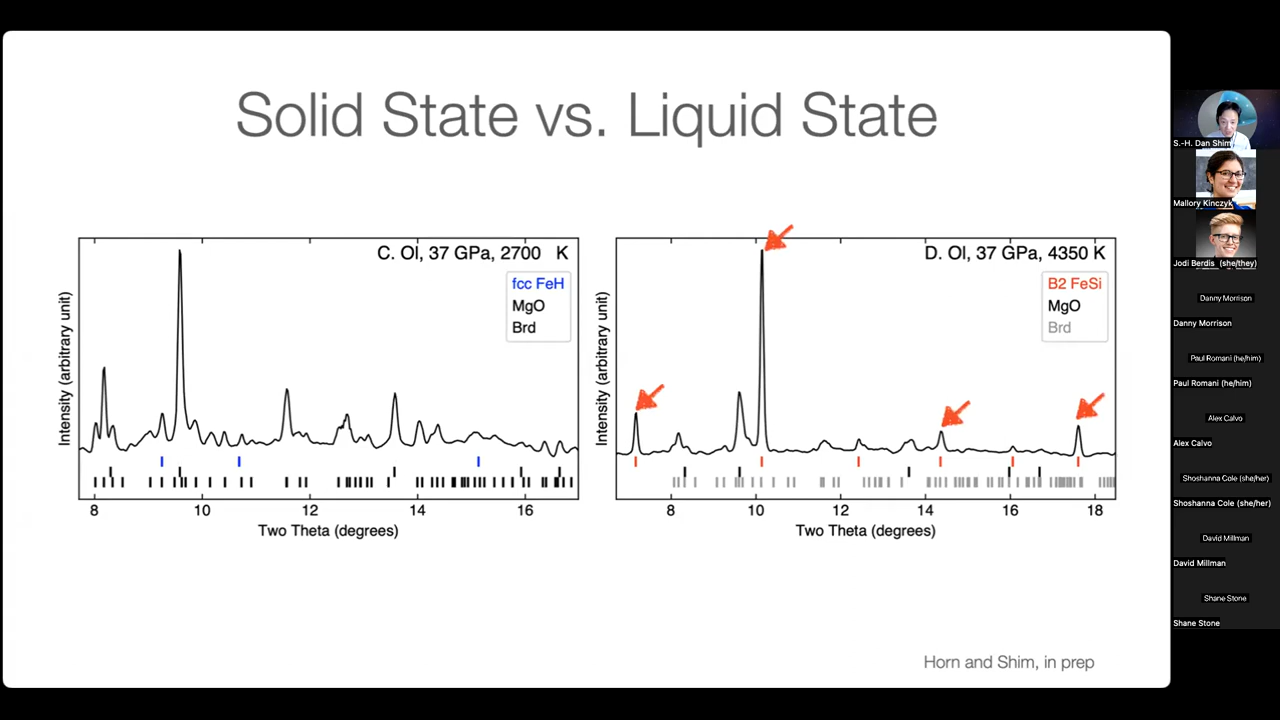 Solid State vs. Liquid State
C. Ol, 37 GPa, 2700 K
fcc FeH
MgO
Brd
Intensity (arbitrary unit)
8 10 12 14 16
Two Theta (degrees)
D. Ol, 37 GPa, 4350 K
B2 FeSi
MgO
Brd
Intensity (arbitrary unit)
8 10 12 14 16 18
Two Theta (degrees)
Horn and Shim, in prep
S.-H. Dan Shim
Mallory Kinczyk
Jodi Berdis (she/they)
Danny Morrison
Danny Morrison
Paul Romani (he/him)
Paul Romani (he/him)
Alex Calvo
Alex Calvo
Shoshanna Cole (she/her)
Shoshanna Cole (she/her)
David Millman
David Millman
Shane Stone
Shane Stone